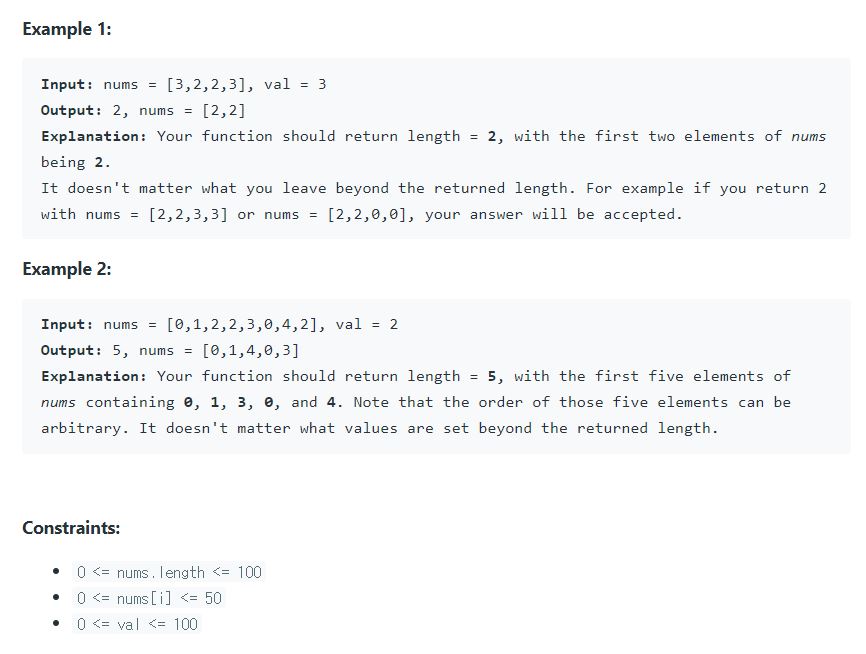 Example 1:
Input: nums = [3,2,2,3], val = 3
Output: 2, nums = [2,2]
Explanation: Your function should return length = 2, with the first two elements of nums
being 2.
It doesn't matter what you leave beyond the returned length. For example if you return 2
with nums = [2,2,3,3] or nums = [2,2,0,0], your answer will be accepted.
Example 2:
Input: nums = [0,1,2,2,3,0,4,2], val = 2
Output: 5, nums = [0,1,4,0,3]
Explanation: Your function should return length = 5, with the first five elements of
nums containing 0, 1, 3, 0, and 4. Note that the order of those five elements can be
arbitrary. It doesn't matter what values are set beyond the returned length.
Constraints:
• 0 <= nums.length <= 100
• 0 <= nums[i] <= 50
• 0 <= val <= 100